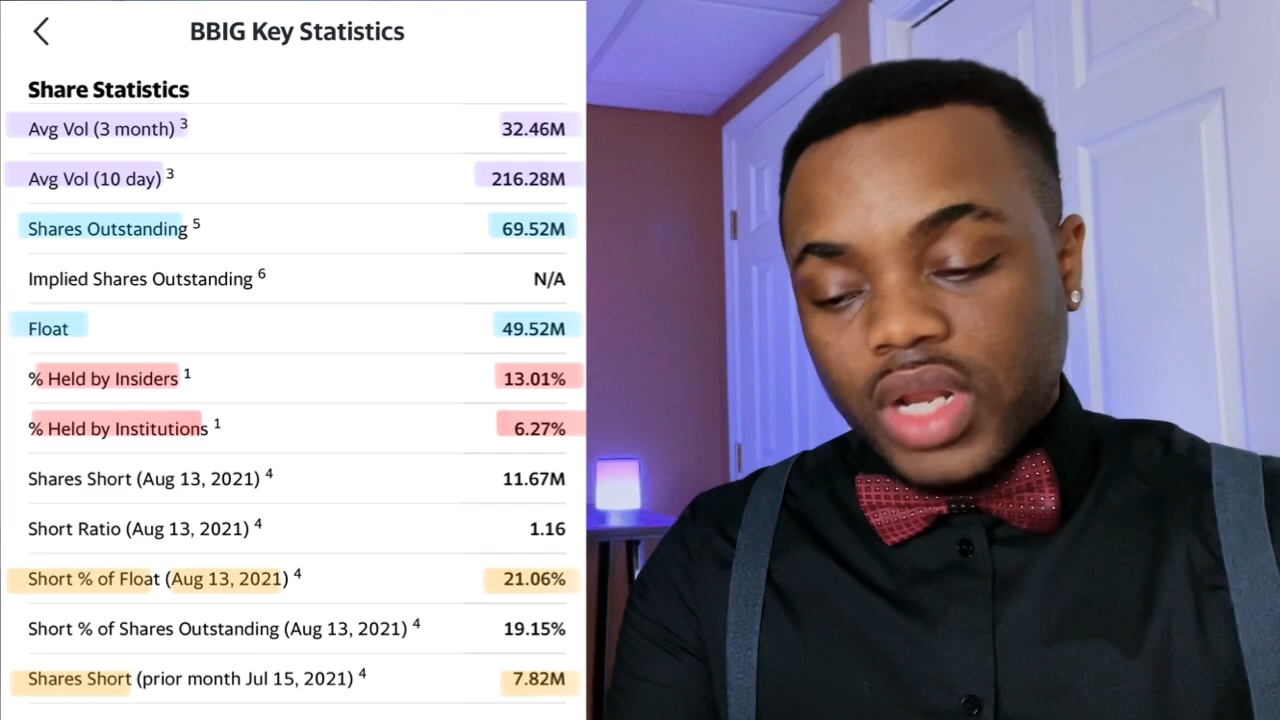 BBIG Key Statistics
Share Statistics
Avg Vol (3 month) 3 32.46M
Avg Vol (10 day) 3 216.28M
Shares Outstanding 5 69.52M
Implied Shares Outstanding 6 N/A
Float 49.52M
% Held by Insiders 1 13.01%
% Held by Institutions 1 6.27%
Shares Short (Aug 13, 2021) 4 11.67M
Short Ratio (Aug 13, 2021) 4 1.16
Short % of Float (Aug 13, 2021) 4 21.06%
Short % of Shares Outstanding (Aug 13, 2021) 4 19.15%
Shares Short (prior month Jul 15, 2021) 4 7.82M